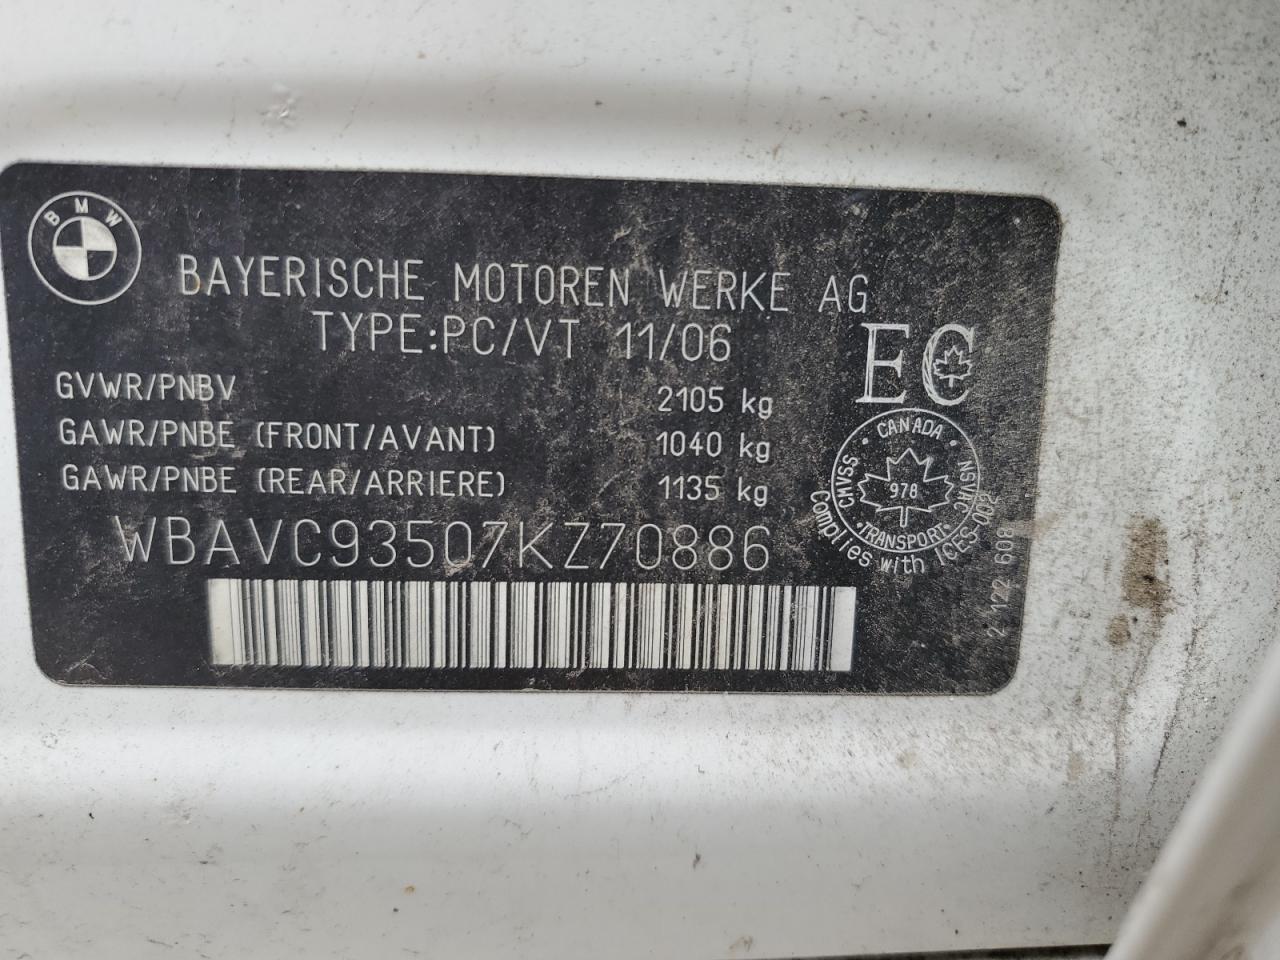 BMW
BAYERISCHE MOTOREN WERKE AG
TYPE:PC/VT 11/06
EC
GVWR/PNBV 2105 kg
GAWR/PNBE (FRONT/AVANT) 1040 kg
GAWR/PNBE (REAR/ARRIERE) 1135 kg
WBAVC93507KZ70886
· CANADA ·
CMVSS
NSVAC
978
· TRANSPORT ·
Complies with ICES-002
2 122 608